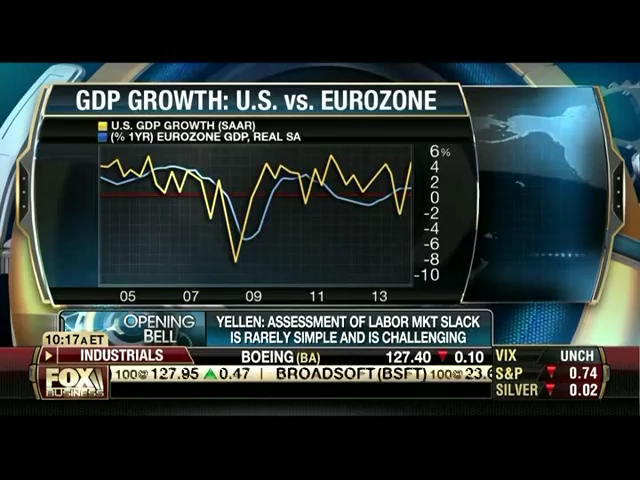 GDP GROWTH: U.S. vs. EUROZONE
U.S. GDP GROWTH (SAAR)
(% 1YR) EUROZONE GDP, REAL SA
6%
4
2
0
-2
-4
-6
-8
-10
05 07 09 11 13
OPENING BELL
YELLEN: ASSESSMENT OF LABOR MKT SLACK
IS RARELY SIMPLE AND IS CHALLENGING
10:17A ET
INDUSTRIALS BOEING (BA) 127.40 ▼ 0.10
FOX BUSINESS
100@ 127.95 ▲ 0.47 BROADSOFT (BSFT) 100@
VIX UNCH
S&P ▼ 0.74
SILVER ▼ 0.02